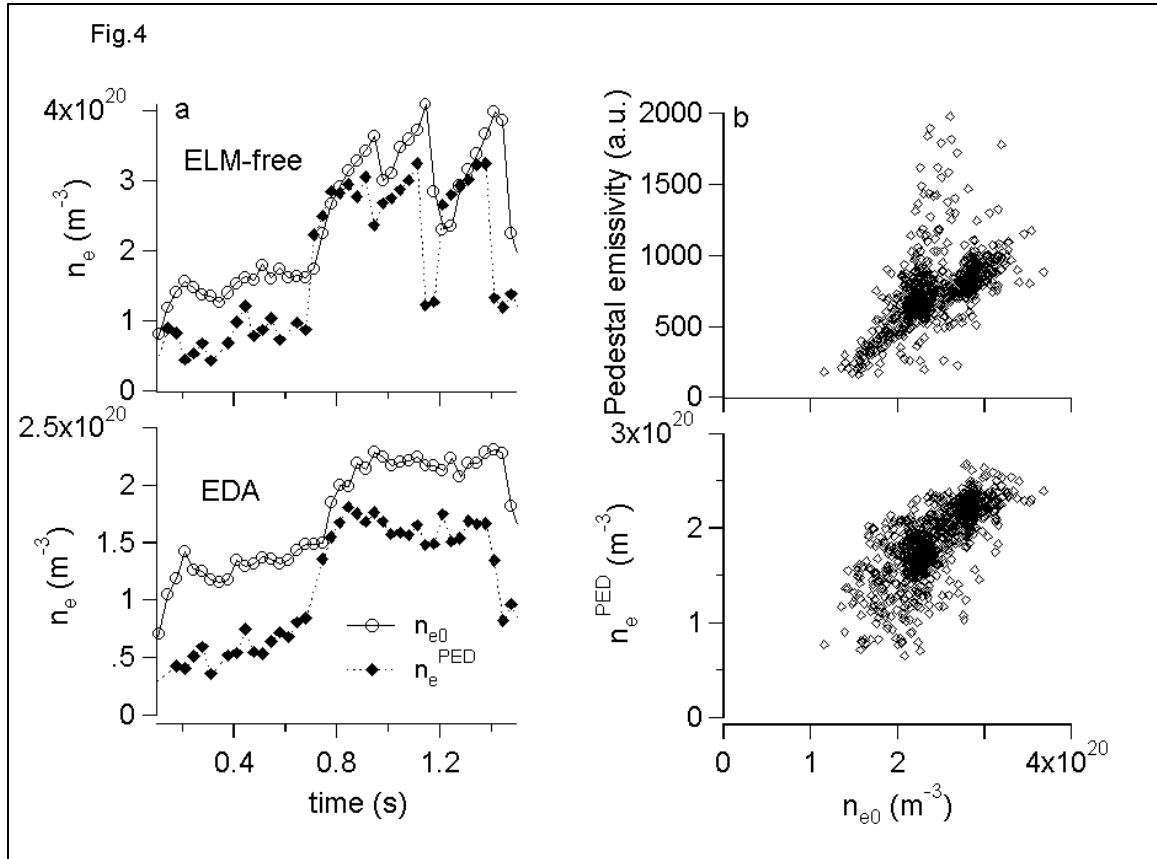 Fig.4
a
ELM-free
4x10^20
3
2
1
0
n_e (m^-3)
EDA
2.5x10^20
2
1.5
1
.5
0
n_e (m^-3)
n_e0
n_e^PED
0.4
0.8
1.2
time (s)
b
2000
1500
1000
500
0
Pedestal emissivity (a.u.)
3x10^20
2
1
0
n_e^PED (m^-3)
0
1
2
4x10^20
n_e0 (m^-3)